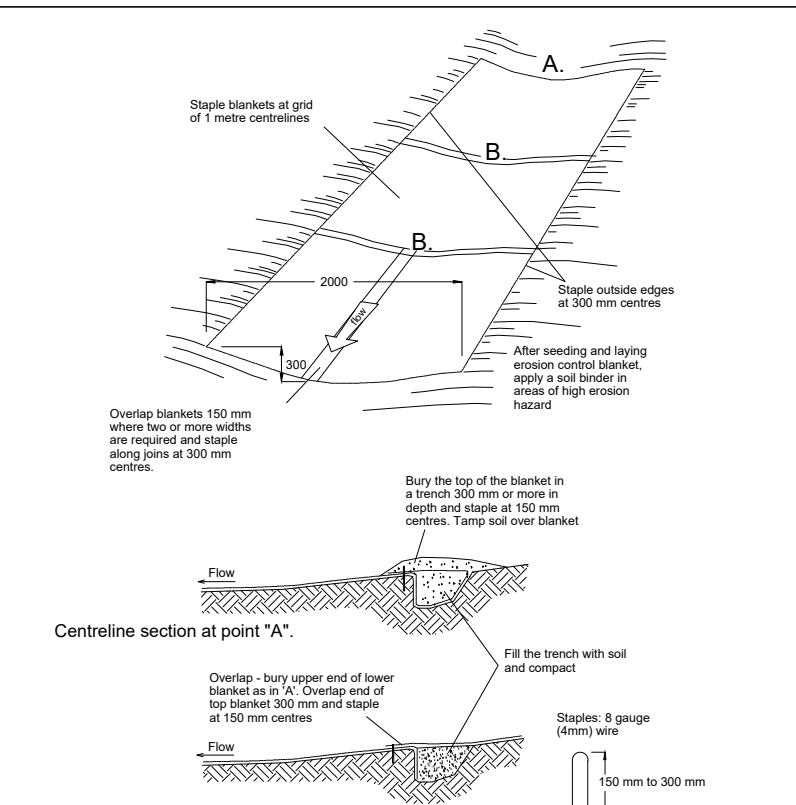 A.
Staple blankets at grid
of 1 metre centrelines
B.
B.
2000
flow
Staple outside edges
at 300 mm centres
300
After seeding and laying
erosion control blanket,
apply a soil binder in
areas of high erosion
hazard
Overlap blankets 150 mm
where two or more widths
are required and staple
along joins at 300 mm
centres.
Bury the top of the blanket in
a trench 300 mm or more in
depth and staple at 150 mm
centres. Tamp soil over blanket
Flow
Centreline section at point "A".
Fill the trench with soil
and compact
Overlap - bury upper end of lower
blanket as in 'A'. Overlap end of
top blanket 300 mm and staple
at 150 mm centres
Flow
Staples: 8 gauge
(4mm) wire
150 mm to 300 mm